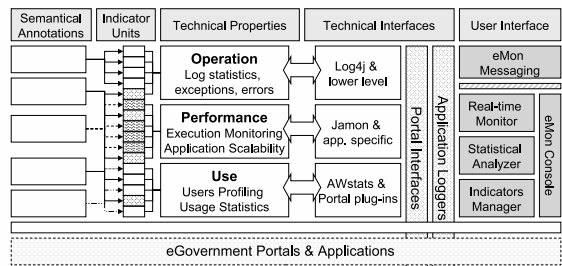 Semantical
Annotations
Indicator
Units
Technical Properties
Technical Interfaces
User Interface
Operation
Log statistics,
exceptions, errors
Log4j &
lower level
Performance
Execution Monitoring
Application Scalability
Jamon &
app. specific
Use
Users Profiling
Usage Statistics
AWstats &
Portal plug-ins
Portal Interfaces
Application Loggers
eMon
Messaging
Real-time
Monitor
Statistical
Analyzer
Indicators
Manager
eMon Console
eGovernment Portals & Applications